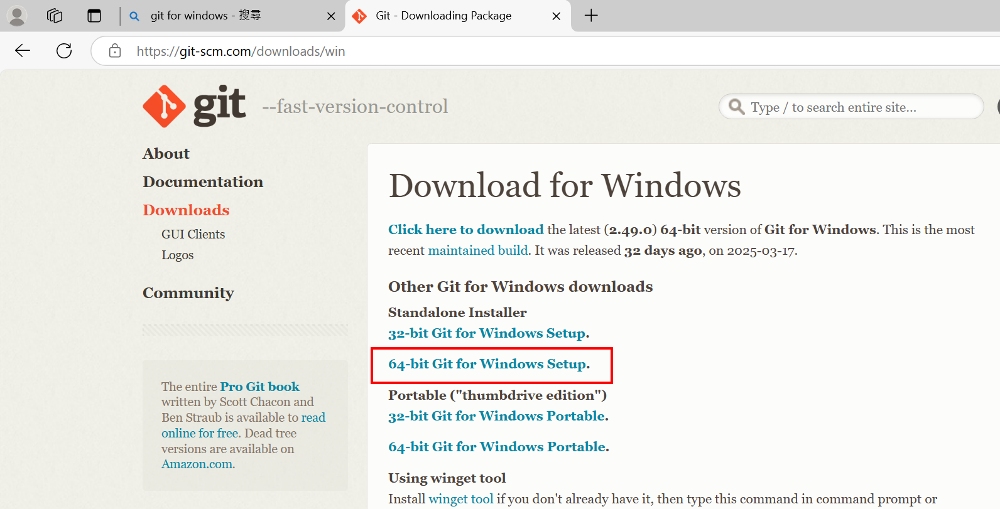 git for windows - 搜尋
Git - Downloading Package
https://git-scm.com/downloads/win
git --fast-version-control
Type / to search entire site...
About
Documentation
Downloads
GUI Clients
Logos
Community
The entire Pro Git book
written by Scott Chacon and
Ben Straub is available to read
online for free. Dead tree
versions are available on
Amazon.com.
Download for Windows
Click here to download the latest (2.49.0) 64-bit version of Git for Windows. This is the most
recent maintained build. It was released 32 days ago, on 2025-03-17.
Other Git for Windows downloads
Standalone Installer
32-bit Git for Windows Setup.
64-bit Git for Windows Setup.
Portable ("thumbdrive edition")
32-bit Git for Windows Portable.
64-bit Git for Windows Portable.
Using winget tool
Install winget tool if you don't already have it, then type this command in command prompt or